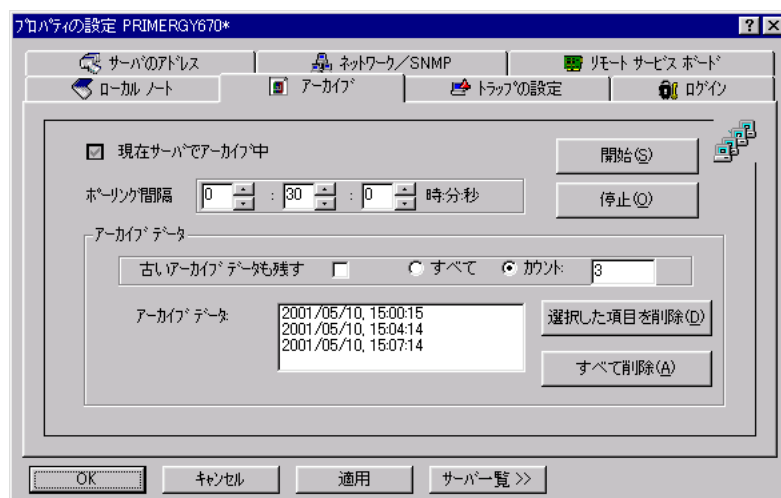 プロパティの設定 PRIMERGY670*
サーバのアドレス ネットワーク/SNMP リモート サービス ボード
ローカル ノート アーカイブ トラップの設定 ログイン
現在サーバでアーカイブ中 開始(S)
ポーリング間隔 0 : 30 : 0 時:分:秒 停止(O)
アーカイブ データ
古いアーカイブ データも残す すべて カウント: 3
アーカイブ データ: 2001/05/10, 15:00:15 選択した項目を削除(D)
2001/05/10, 15:04:14
2001/05/10, 15:07:14
すべて削除(A)
OK キャンセル 適用 サーバ一覧 >>